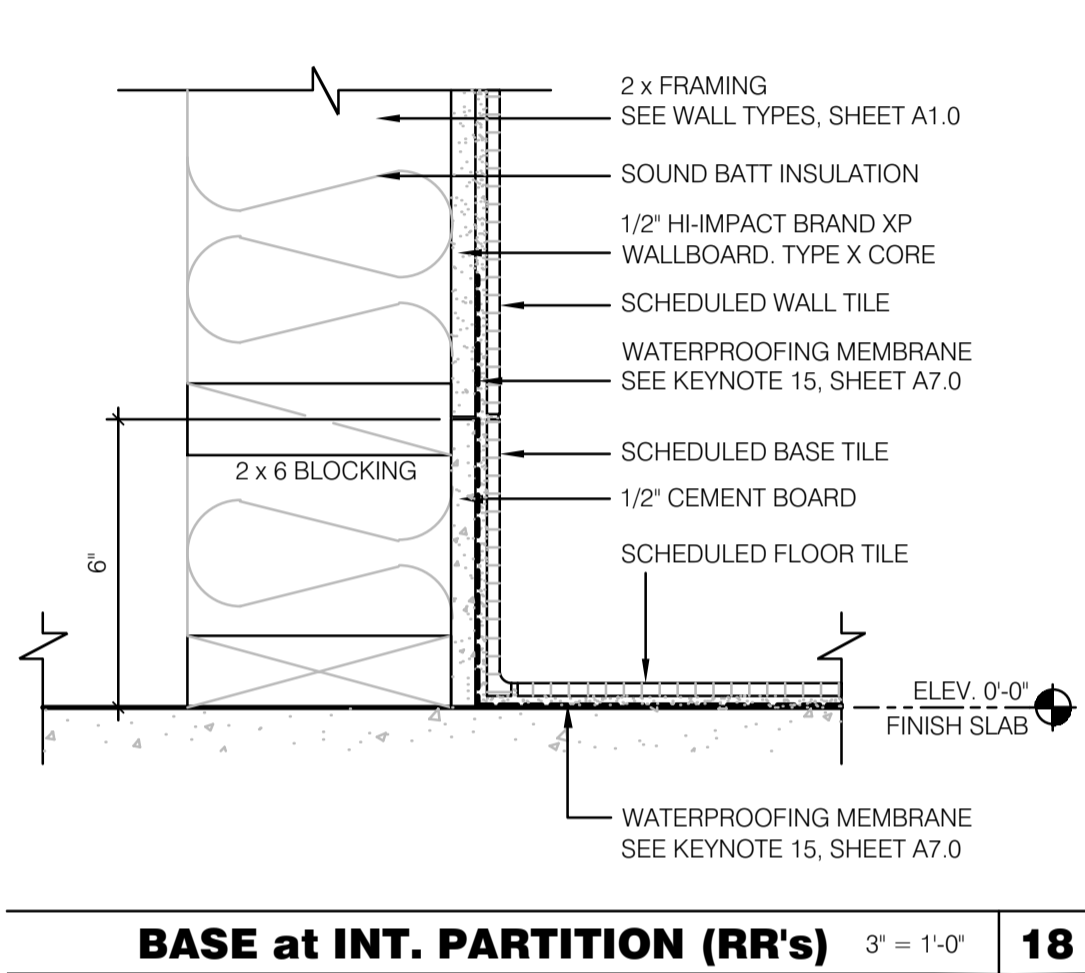 2 x FRAMING
SEE WALL TYPES, SHEET A1.0
SOUND BATT INSULATION
1/2" HI-IMPACT BRAND XP
WALLBOARD. TYPE X CORE
SCHEDULED WALL TILE
WATERPROOFING MEMBRANE
SEE KEYNOTE 15, SHEET A7.0
SCHEDULED BASE TILE
2 x 6 BLOCKING
1/2" CEMENT BOARD
SCHEDULED FLOOR TILE
6"
ELEV. 0'-0"
FINISH SLAB
WATERPROOFING MEMBRANE
SEE KEYNOTE 15, SHEET A7.0
BASE at INT. PARTITION (RR's) 3" = 1'-0" 18